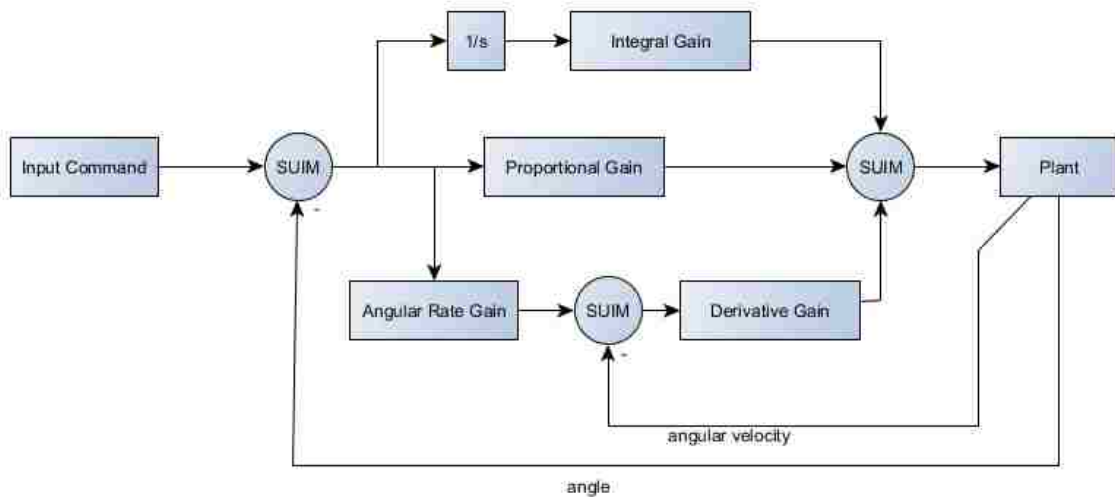 1/s
Integral Gain
Input Command
SUIM
-
Proportional Gain
SUIM
Plant
Angular Rate Gain
SUIM
-
Derivative Gain
angular velocity
angle